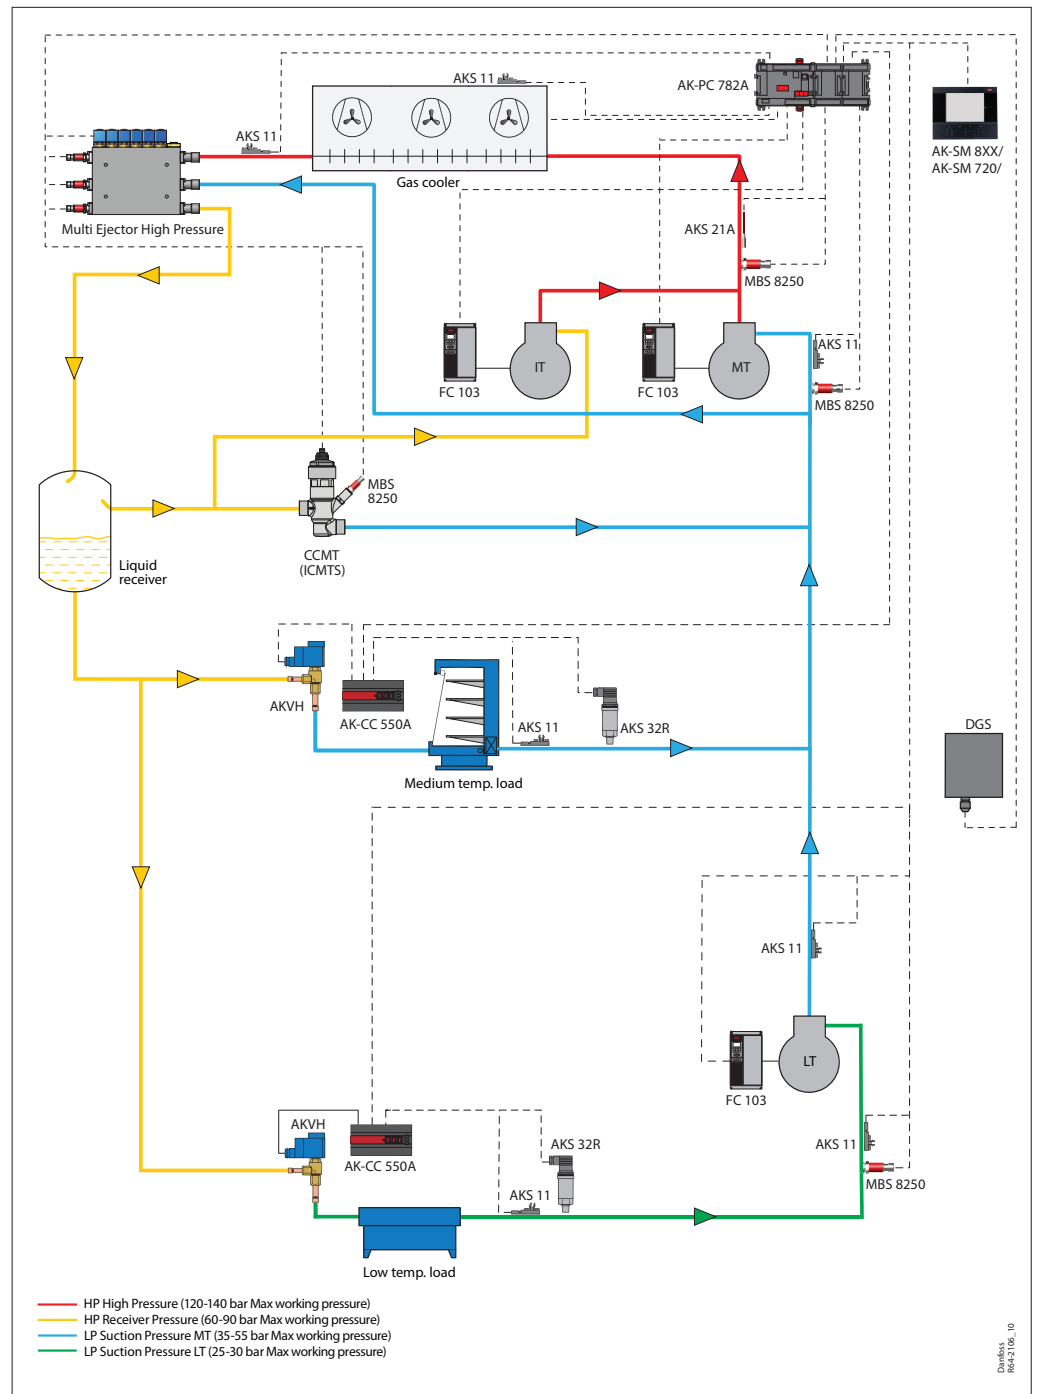 AKS 11
AK-PC 782A
AKS 11
AK-SM 8XX/
AK-SM 720/
Gas cooler
Multi Ejector High Pressure
AKS 21A
MBS 8250
AKS 11
IT
MT
FC 103
FC 103
MBS 8250
MBS
8250
CCMT
(ICMTS)
Liquid
receiver
AKVH
AK-CC 550A
AKS 11
AKS 32R
DGS
Medium temp. load
AKS 11
LT
FC 103
AKVH
AK-CC 550A
AKS 32R
AKS 11
MBS 8250
AKS 11
Low temp. load
HP High Pressure (120-140 bar Max working pressure)
HP Receiver Pressure (60-90 bar Max working pressure)
LP Suction Pressure MT (35-55 bar Max working pressure)
LP Suction Pressure LT (25-30 bar Max working pressure)
Danfoss
R64-2106_10